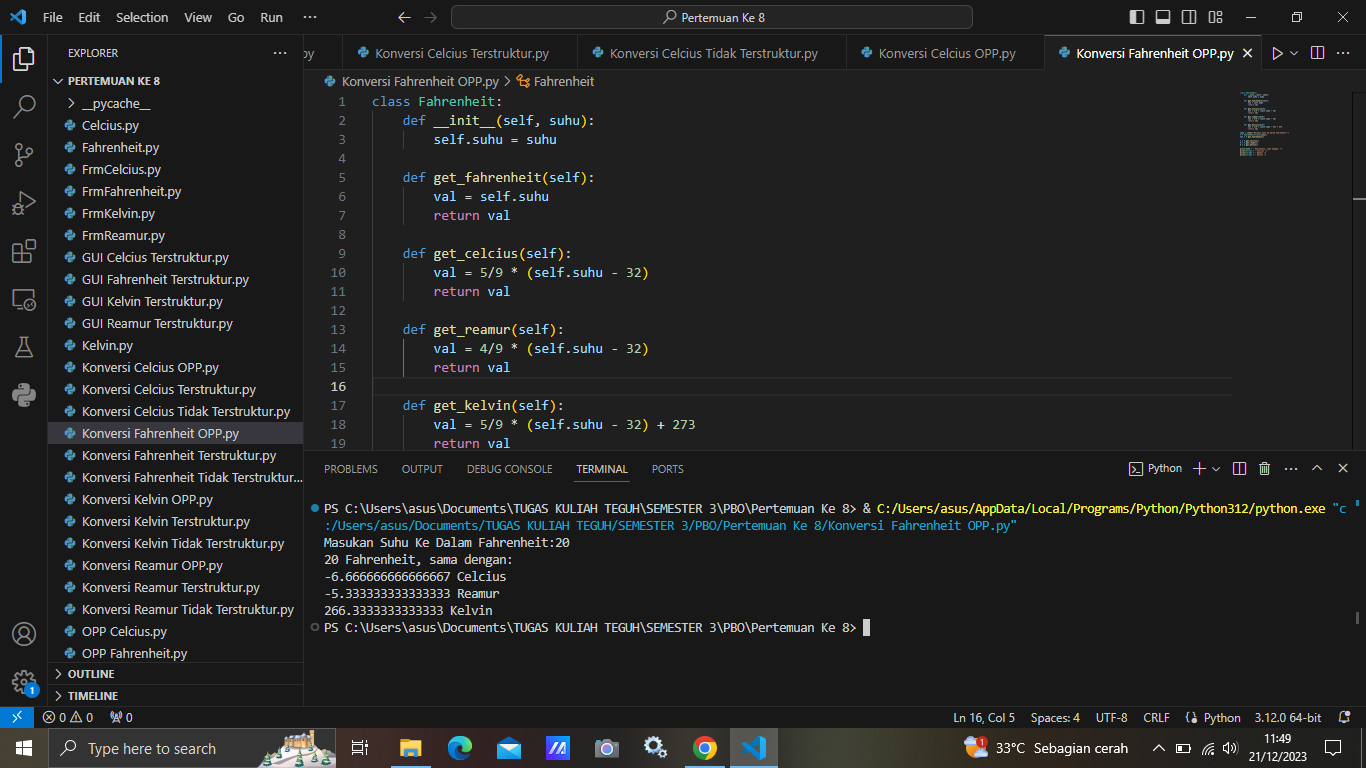 File Edit Selection View Go Run ··· Pertemuan Ke 8
EXPLORER ···
PERTEMUAN KE 8
__pycache__
Celcius.py
Fahrenheit.py
FrmCelcius.py
FrmFahrenheit.py
FrmKelvin.py
FrmReamur.py
GUI Celcius Terstruktur.py
GUI Fahrenheit Terstruktur.py
GUI Kelvin Terstruktur.py
GUI Reamur Terstruktur.py
Kelvin.py
Konversi Celcius OPP.py
Konversi Celcius Terstruktur.py
Konversi Celcius Tidak Terstruktur.py
Konversi Fahrenheit OPP.py
Konversi Fahrenheit Terstruktur.py
Konversi Fahrenheit Tidak Terstruktur...
Konversi Kelvin OPP.py
Konversi Kelvin Terstruktur.py
Konversi Kelvin Tidak Terstruktur.py
Konversi Reamur OPP.py
Konversi Reamur Terstruktur.py
Konversi Reamur Tidak Terstruktur.py
OPP Celcius.py
OPP Fahrenheit.py
OUTLINE
TIMELINE
1
py Konversi Celcius Terstruktur.py Konversi Celcius Tidak Terstruktur.py Konversi Celcius OPP.py Konversi Fahrenheit OPP.py
Konversi Fahrenheit OPP.py > Fahrenheit
1 class Fahrenheit:
2 def __init__(self, suhu):
3 self.suhu = suhu
4
5 def get_fahrenheit(self):
6 val = self.suhu
7 return val
8
9 def get_celcius(self):
10 val = 5/9 * (self.suhu - 32)
11 return val
12
13 def get_reamur(self):
14 val = 4/9 * (self.suhu - 32)
15 return val
16
17 def get_kelvin(self):
18 val = 5/9 * (self.suhu - 32) + 273
19 return val
PROBLEMS OUTPUT DEBUG CONSOLE TERMINAL PORTS Python
PS C:\Users\asus\Documents\TUGAS KULIAH TEGUH\SEMESTER 3\PBO\Pertemuan Ke 8> & C:/Users/asus/AppData/Local/Programs/Python/Python312/python.exe "c
:/Users/asus/Documents/TUGAS KULIAH TEGUH/SEMESTER 3/PBO/Pertemuan Ke 8/Konversi Fahrenheit OPP.py"
Masukan Suhu Ke Dalam Fahrenheit:20
20 Fahrenheit, sama dengan:
-6.666666666666667 Celcius
-5.333333333333333 Reamur
266.3333333333333 Kelvin
PS C:\Users\asus\Documents\TUGAS KULIAH TEGUH\SEMESTER 3\PBO\Pertemuan Ke 8>
0 0 0 Ln 16, Col 5 Spaces: 4 UTF-8 CRLF Python 3.12.0 64-bit
Type here to search 1 33°C Sebagian cerah 11:49
21/12/2023